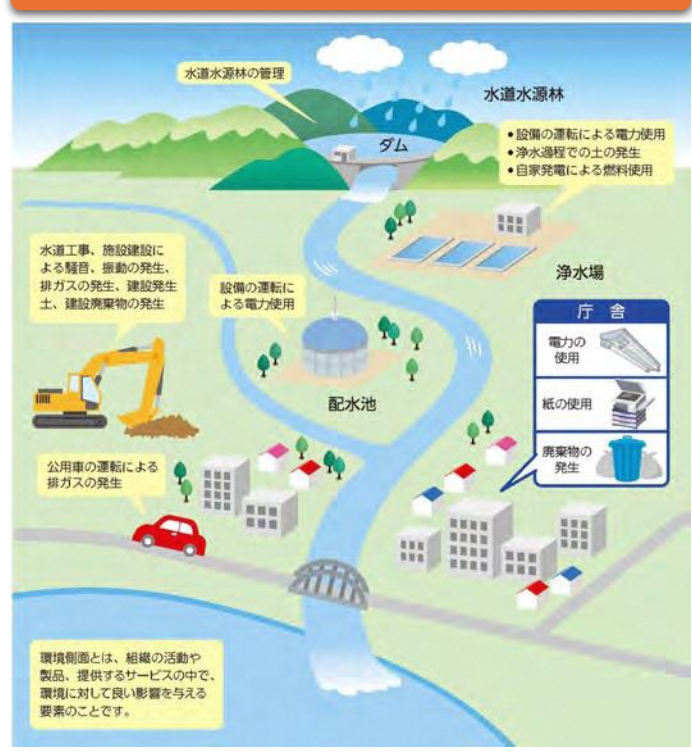 水道水源林の管理
水道水源林
ダム
●設備の運転による電力使用
●浄水過程での土の発生
●自家発電による燃料使用
水道工事、施設建設に
よる騒音、振動の発生、
排ガスの発生、建設発生
土、建設廃棄物の発生
設備の運転に
よる電力使用
浄水場
配水池
庁舎
電力の
使用
紙の使用
廃棄物の
発生
公用車の運転による
排ガスの発生
環境側面とは、組織の活動や
製品、提供するサービスの中で、
環境に対して良い影響を与える
要素のことです。